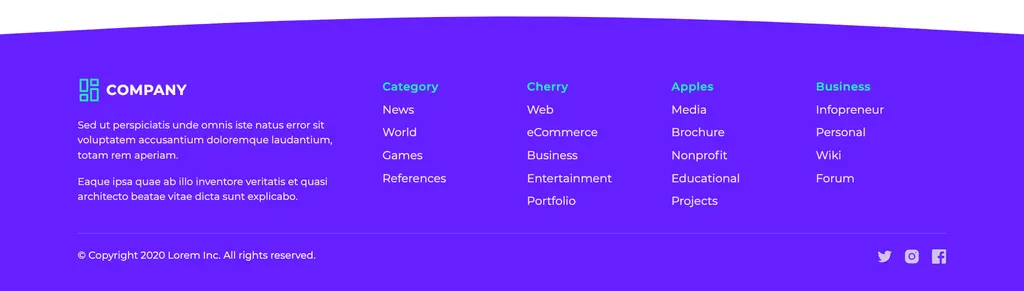 COMPANY
Sed ut perspiciatis unde omnis iste natus error sit
voluptatem accusantium doloremque laudantium,
totam rem aperiam.
Eaque ipsa quae ab illo inventore veritatis et quasi
architecto beatae vitae dicta sunt explicabo.
Category
News
World
Games
References
Cherry
Web
eCommerce
Business
Entertainment
Portfolio
Apples
Media
Brochure
Nonprofit
Educational
Projects
Business
Infopreneur
Personal
Wiki
Forum
© Copyright 2020 Lorem Inc. All rights reserved.